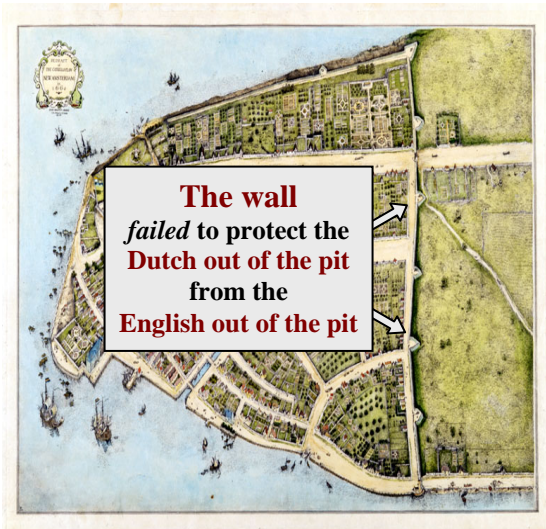 The wall
failed to protect the
Dutch out of the pit
from the
English out of the pit